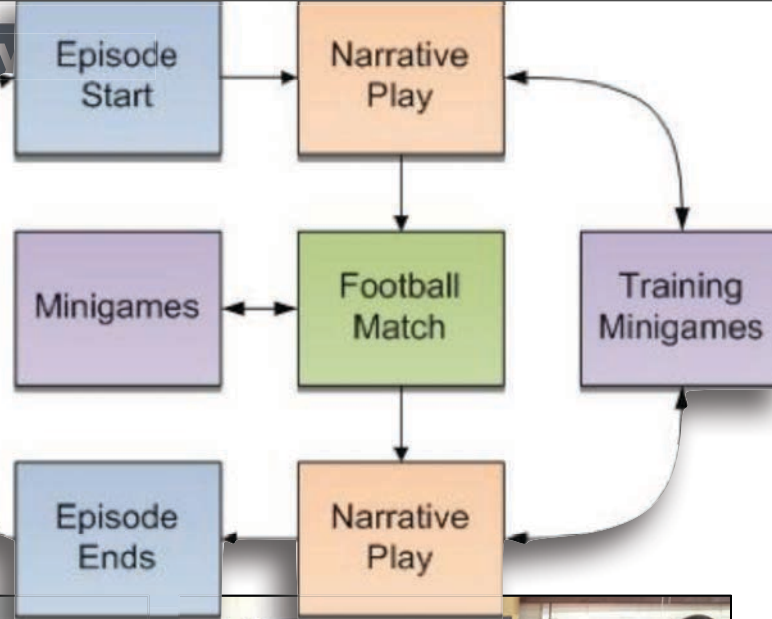 Episode
Start
Narrative
Play
Minigames
Football
Match
Training
Minigames
Episode
Ends
Narrative
Play